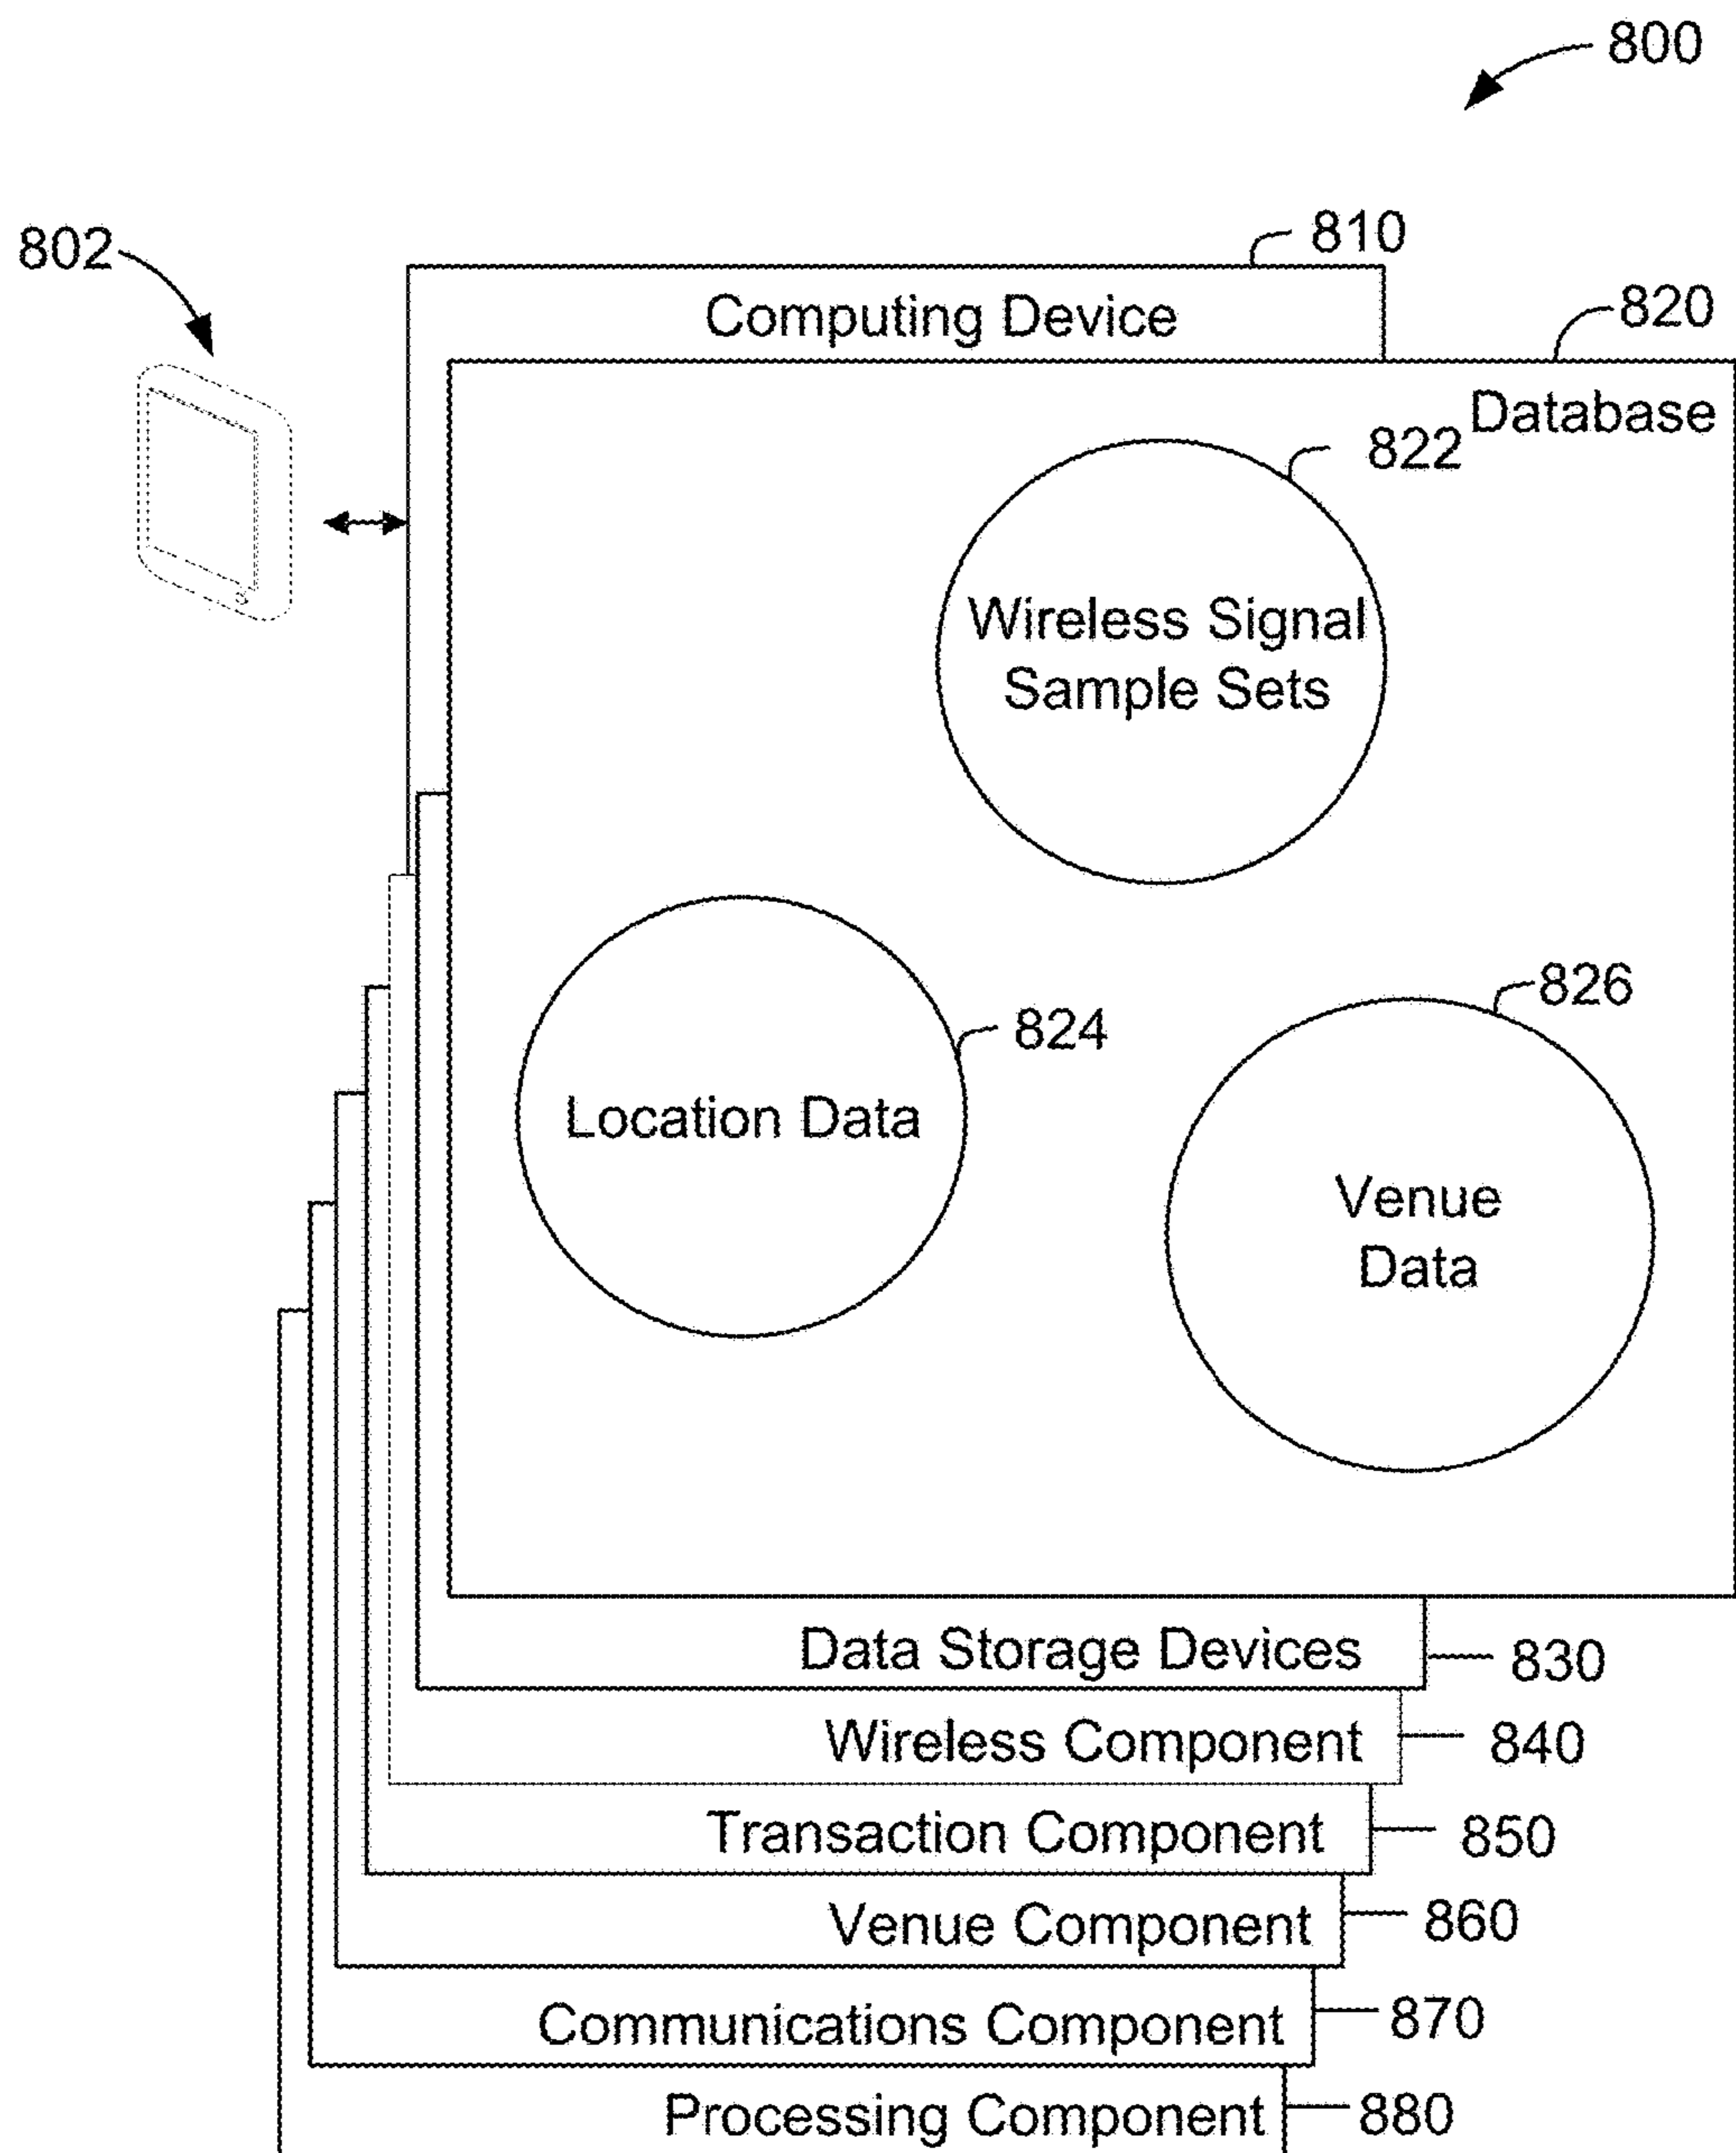 800
802
810
Computing Device
820
Database
822
Wireless Signal
Sample Sets
826
824
Location Data
Venue
Data
Data Storage Devices
830
Wireless Component
840
Transaction Component
850
Venue Component
860
Communications Component
870
Processing Component
880